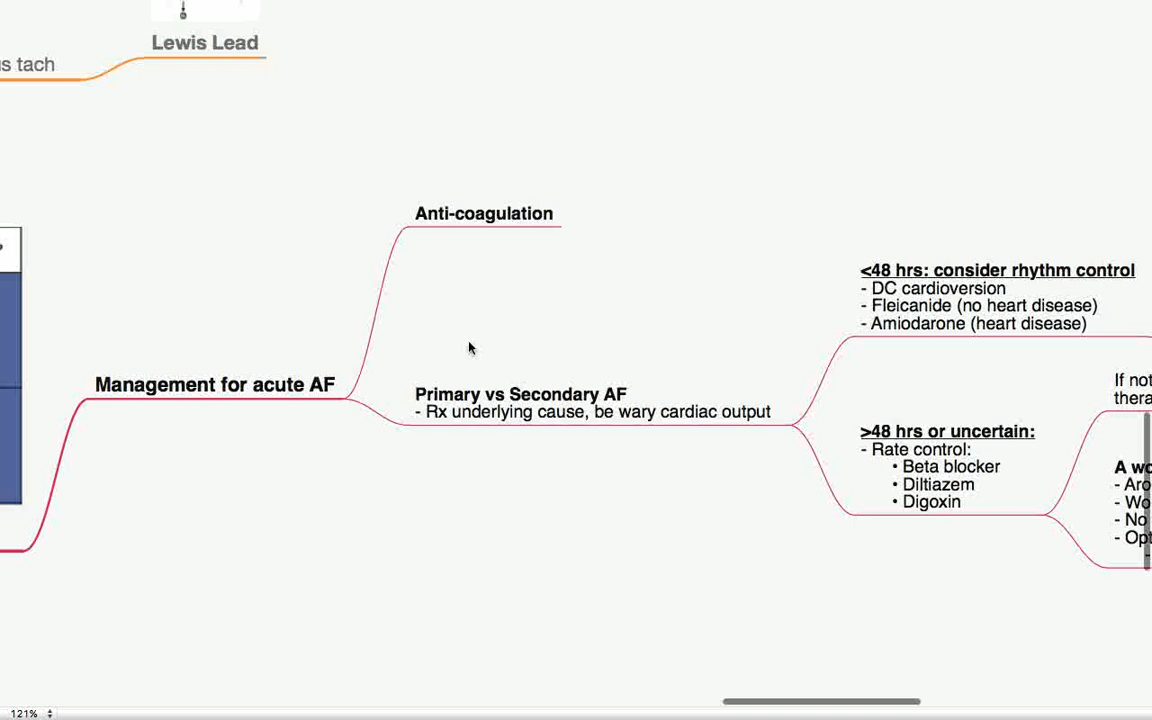 Lewis Lead
s tach
Anti-coagulation
Management for acute AF
Primary vs Secondary AF
- Rx underlying cause, be wary cardiac output
<48 hrs: consider rhythm control
- DC cardioversion
- Fleicanide (no heart disease)
- Amiodarone (heart disease)
>48 hrs or uncertain:
- Rate control:
• Beta blocker
• Diltiazem
• Digoxin
If not
thera
A wo
- Aro
- Wo
- No
- Opt
121%